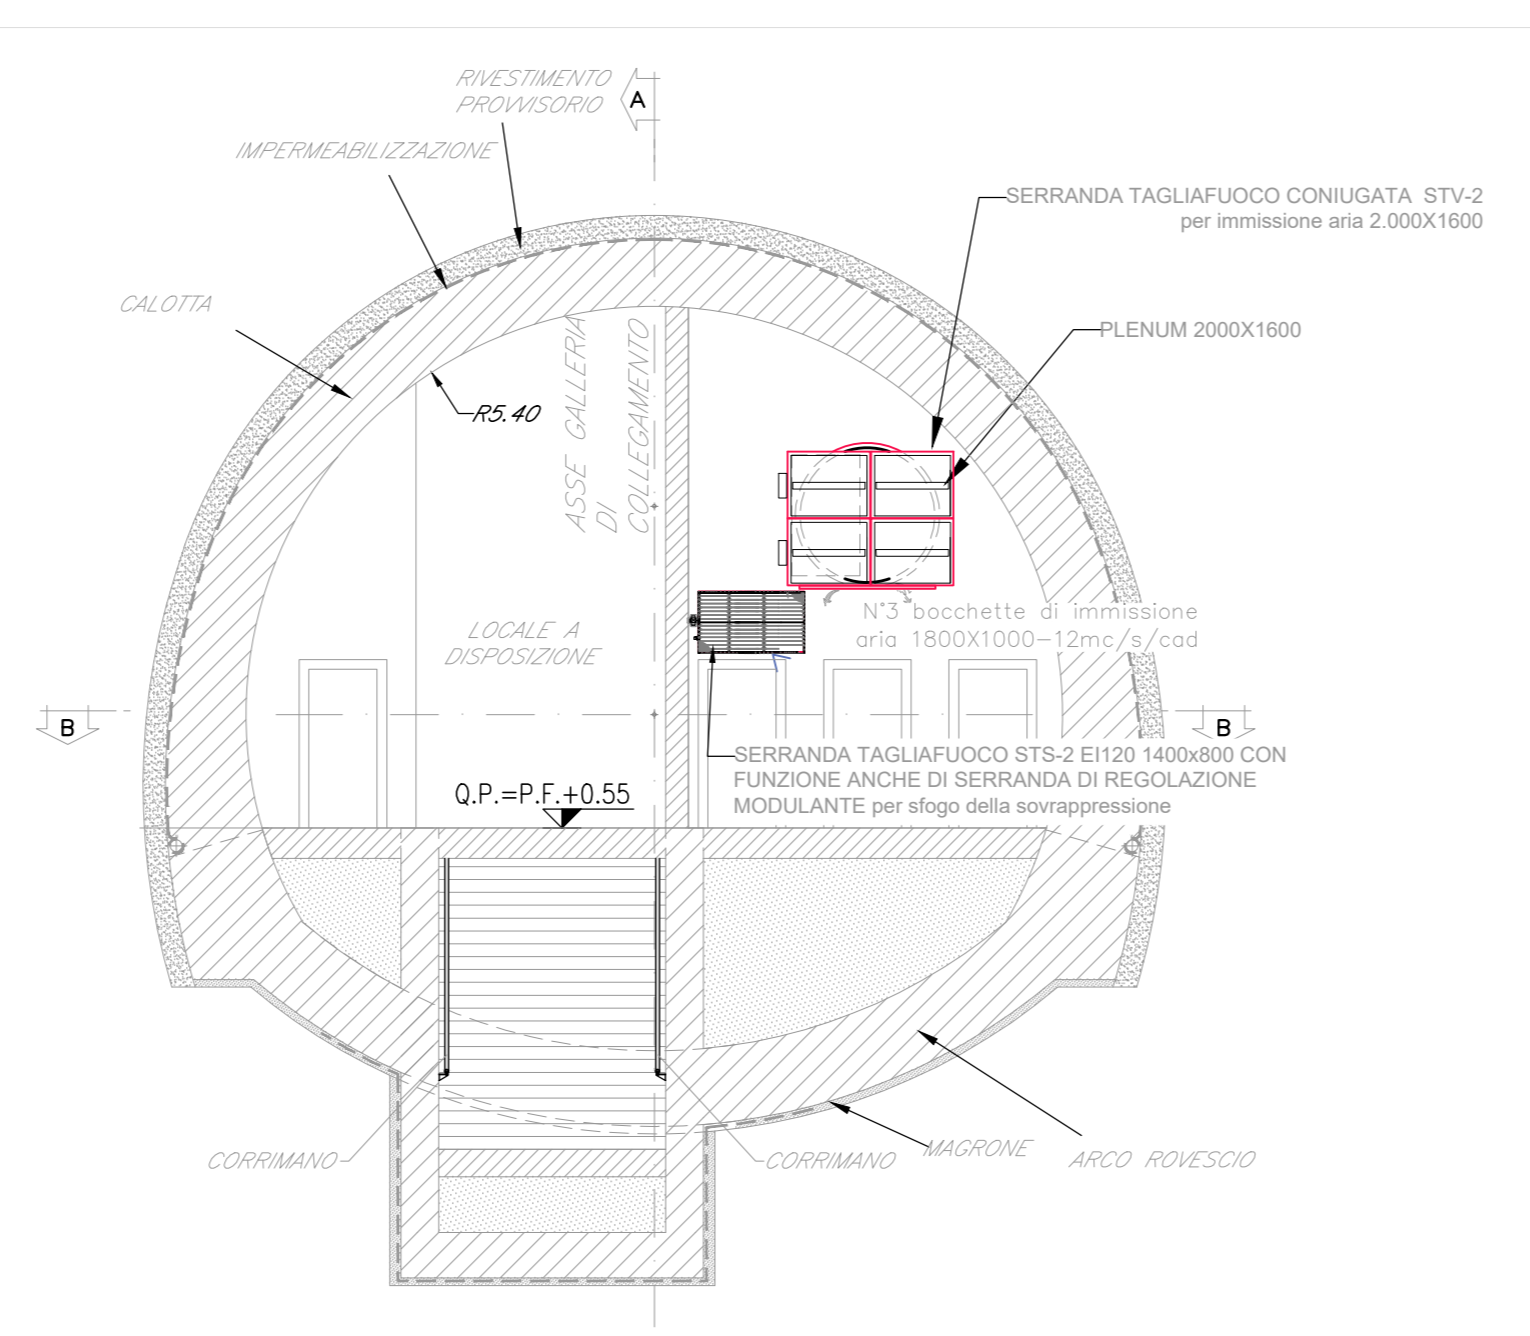 RIVESTIMENTO
PROVVISORIO
A
IMPERMEABILIZZAZIONE
SERRANDA TAGLIAFUOCO CONIUGATA STV-2
per immissione aria 2.000X1600
CALOTTA
PLENUM 2000X1600
R5.40
ASSE GALLERIA
DI
COLLEGAMENTO
N°3 bocchette di immissione
aria 1800X1000-12mc/s/cad
LOCALE A
DISPOSIZIONE
B
B
SERRANDA TAGLIAFUOCO STS-2 EI120 1400x800 CON
FUNZIONE ANCHE DI SERRANDA DI REGOLAZIONE
MODULANTE per sfogo della sovrappressione
Q.P.=P.F.+0.55
CORRIMANO
CORRIMANO
MAGRONE
ARCO ROVESCIO